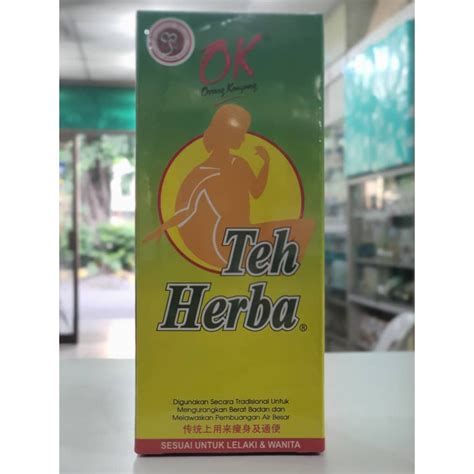 OK
Orang Kampung
Teh
Herba®
Digunakan Secara Tradisional Untuk
Mengurangkan Berat Badan dan
Melawaskan Pembuangan Air Besar
传统上用来瘦身及通便
SESUAI UNTUK LELAKI & WANITA